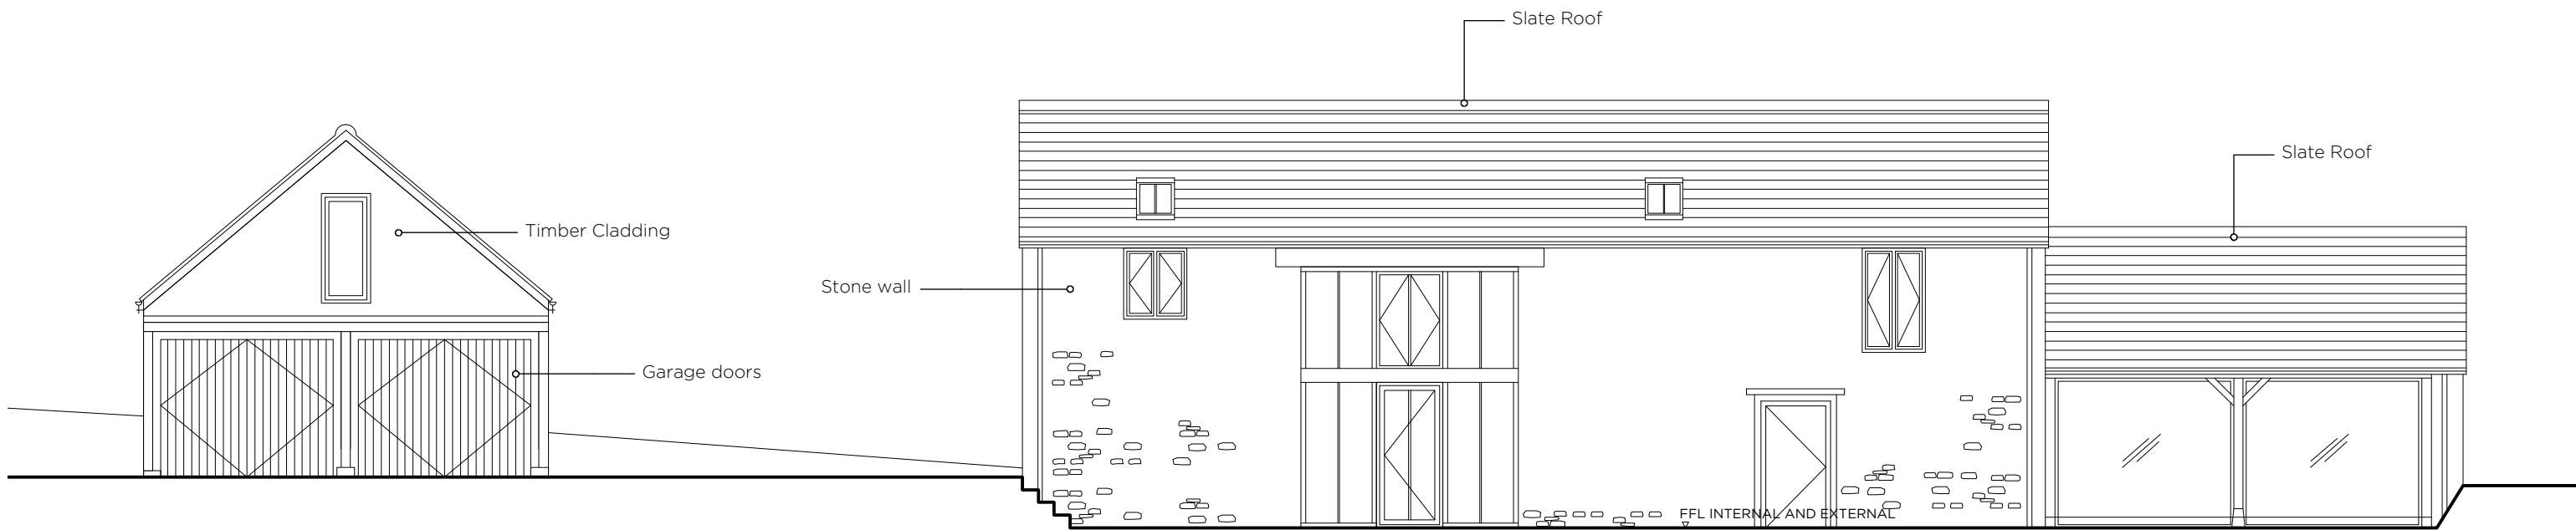 Slate Roof
Slate Roof
Timber Cladding
Stone wall
Garage doors
FFL INTERNAL AND EXTERNAL